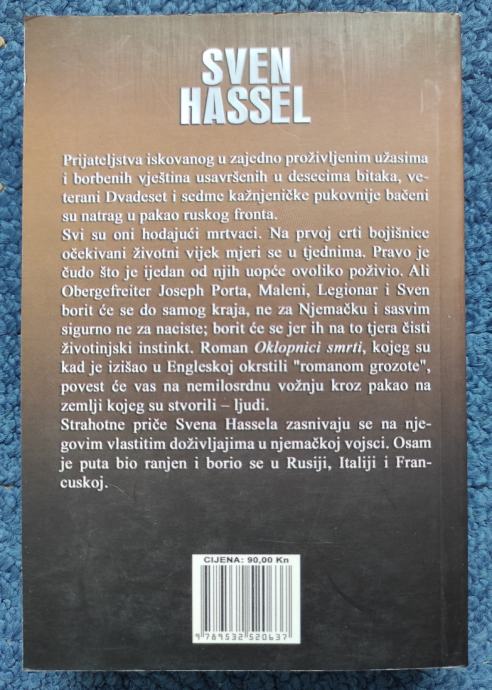 SVEN
HASSEL
Prijateljstva iskovanog u zajedno proživljenim užasima
i borbenih vještina usavršenih u desecima bitaka, ve-
terani Dvadeset i sedme kažnjeničke pukovnije bačeni
su natrag u pakao ruskog fronta.
Svi su oni hodajući mrtvaci. Na prvoj crti bojišnice
očekivani životni vijek mjeri se u tjednima. Pravo je
čudo što je ijedan od njih uopće ovoliko poživio. Ali
Obergefreiter Joseph Porta, Maleni, Legionar i Sven
borit će se do samog kraja, ne za Njemačku i sasvim
sigurno ne za naciste; borit će se jer ih na to tjera čisti
životinjski instinkt. Roman Oklopnici smrti, kojeg su
kad je izišao u Engleskoj okrstili "romanom grozote",
povest će vas na nemilosrdnu vožnju kroz pakao na
zemlji kojeg su stvorili – ljudi.
Strahotne priče Svena Hassela zasnivaju se na nje-
govim vlastitim doživljajima u njemačkoj vojsci. Osam
je puta bio ranjen i borio se u Rusiji, Italiji i Fran-
cuskoj.
CIJENA: 90,00 Kn
9 789532 520637